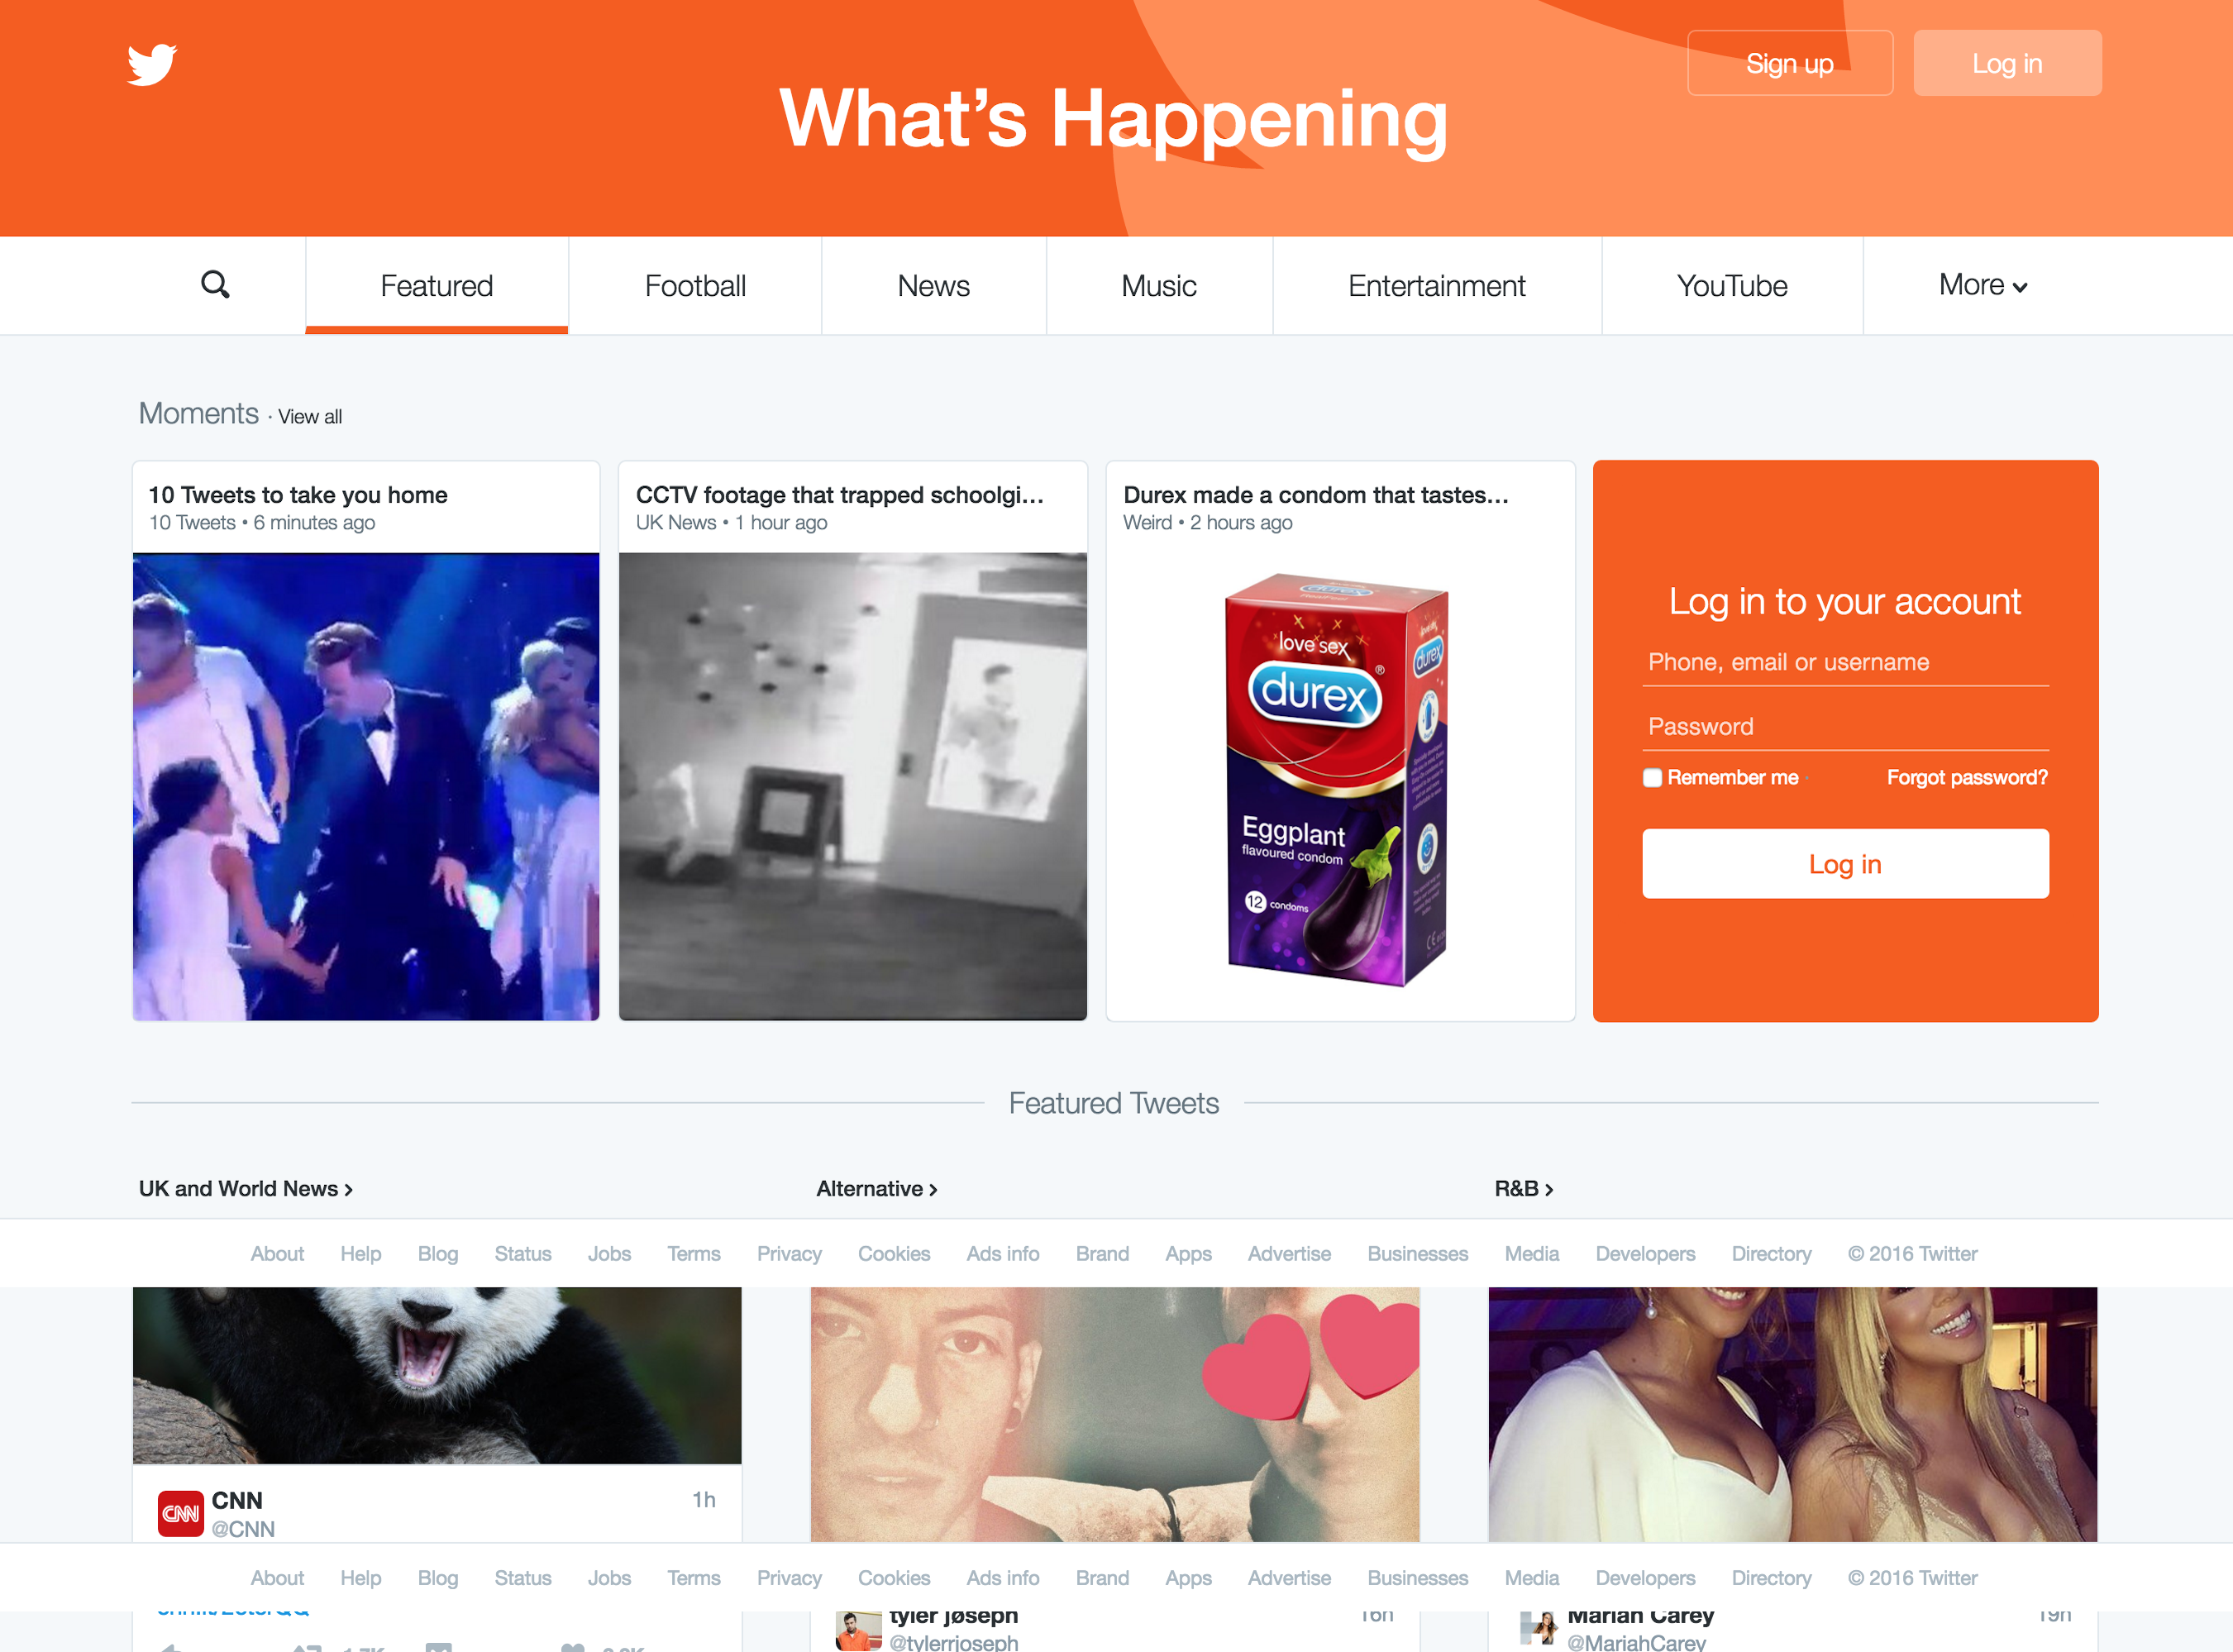 Sign up
Log in
What's Happening
Featured
Football
News
Music
Entertainment
YouTube
More
Moments · View all
10 Tweets to take you home
10 Tweets • 6 minutes ago
CCTV footage that trapped schoolgi...
UK News • 1 hour ago
Durex made a condom that tastes...
Weird • 2 hours ago
durex
love sex
durex
durex
Eggplant
flavoured condom
12 condoms
Log in to your account
Phone, email or username
Password
Remember me ·
Forgot password?
Log in
Featured Tweets
UK and World News
Alternative
R&B
About Help Blog Status Jobs Terms Privacy Cookies Ads info Brand Apps Advertise Businesses Media Developers Directory © 2016 Twitter
CNN
CNN
1h
@CNN
About Help Blog Status Jobs Terms Privacy Cookies Ads info Brand Apps Advertise Businesses Media Developers Directory © 2016 Twitter
tyler jøseph
16h
@tylerrjoseph
Mariah Carey
19h
@MariahCarey